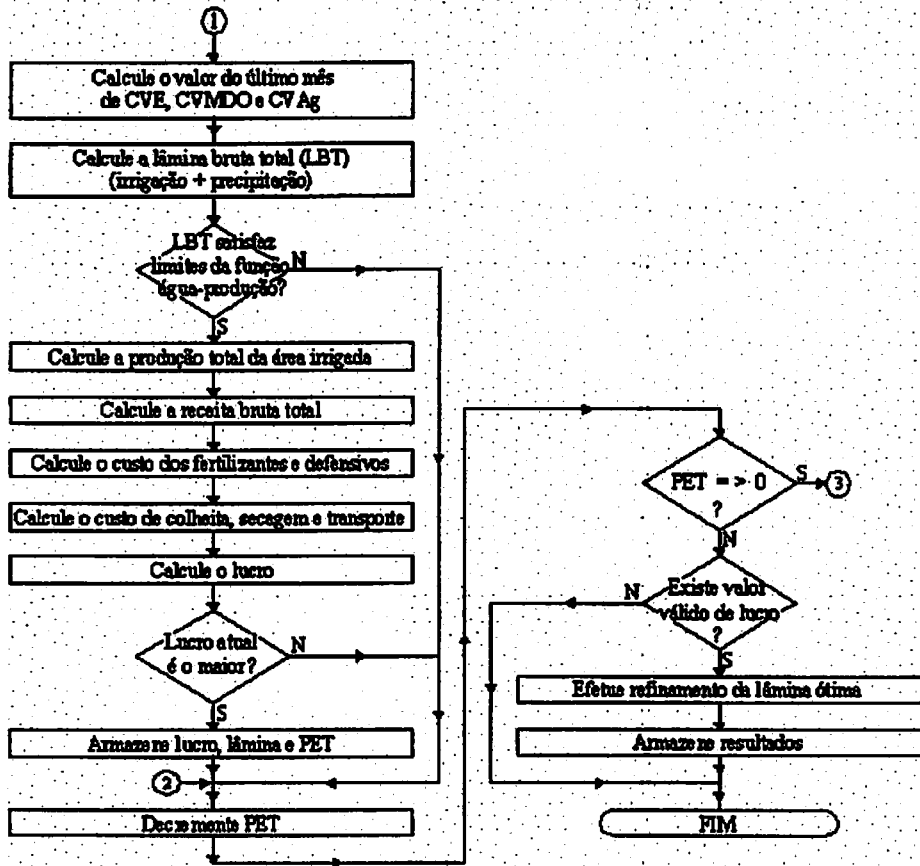 1
Calcule o valor do último mês
de CVE, CVMDO e CVAg
Calcule a lâmina bruta total (LBT)
(irrigação + precipitação)
LBT satisfaz
limites da função
água-produção?
N
S
Calcule a produção total da área irrigada
Calcule a receita bruta total
Calcule o custo dos fertilizantes e defensivos
Calcule o custo de colheita, secagem e transporte
Calcule o lucro
Lucro atual
é o maior?
N
S
Armazene lucro, lâmina e PET
2
Decremente PET
PET = > 0
?
S
3
N
Existe valor
válido de lucro
?
N
S
Efetue refinamento da lâmina ótima
Armazene resultados
FIM